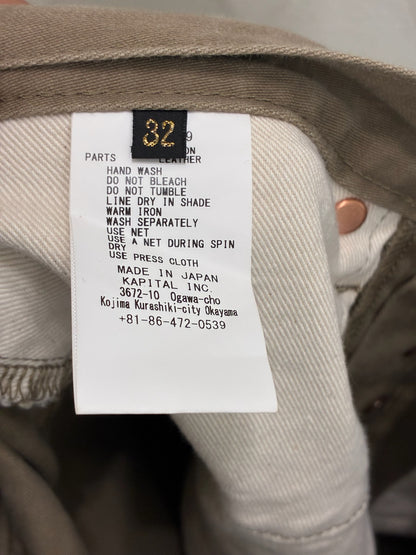 32
9
ON
PARTS LEATHER
HAND WASH
DO NOT BLEACH
DO NOT TUMBLE
LINE DRY IN SHADE
WARM IRON
WASH SEPARATELY
USE NET
USE A NET DURING SPIN
DRY
USE PRESS CLOTH
MADE IN JAPAN
KAPITAL INC.
3672-10 Ogawa-cho
Kojima Kurashiki-city Okayama
+81-86-472-0539